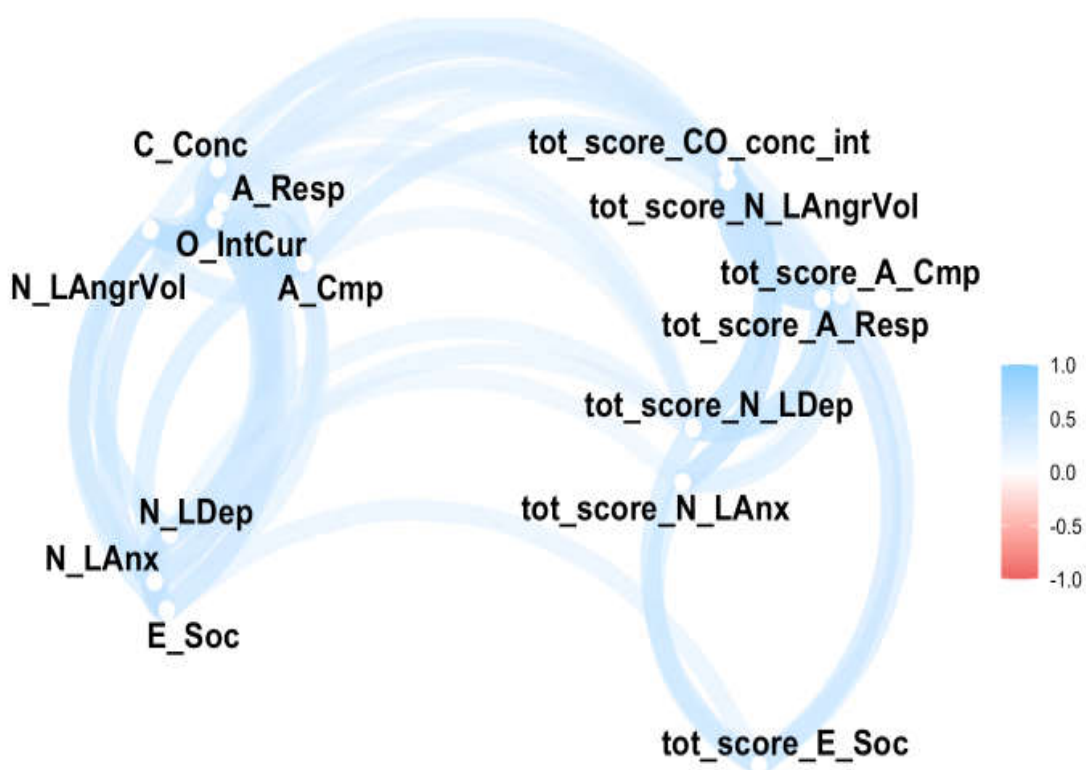 C_Conc
tot_score_CO_conc_int
A_Resp
tot_score_N_LAngrVol
O_IntCur
N_LAngrVol
A_Cmp
tot_score_A_Cmp
tot_score_A_Resp
1.0
0.5
0.0
-0.5
-1.0
tot_score_N_LDep
N_LDep
tot_score_N_LAnx
N_LAnx
E_Soc
tot_score_E_Soc